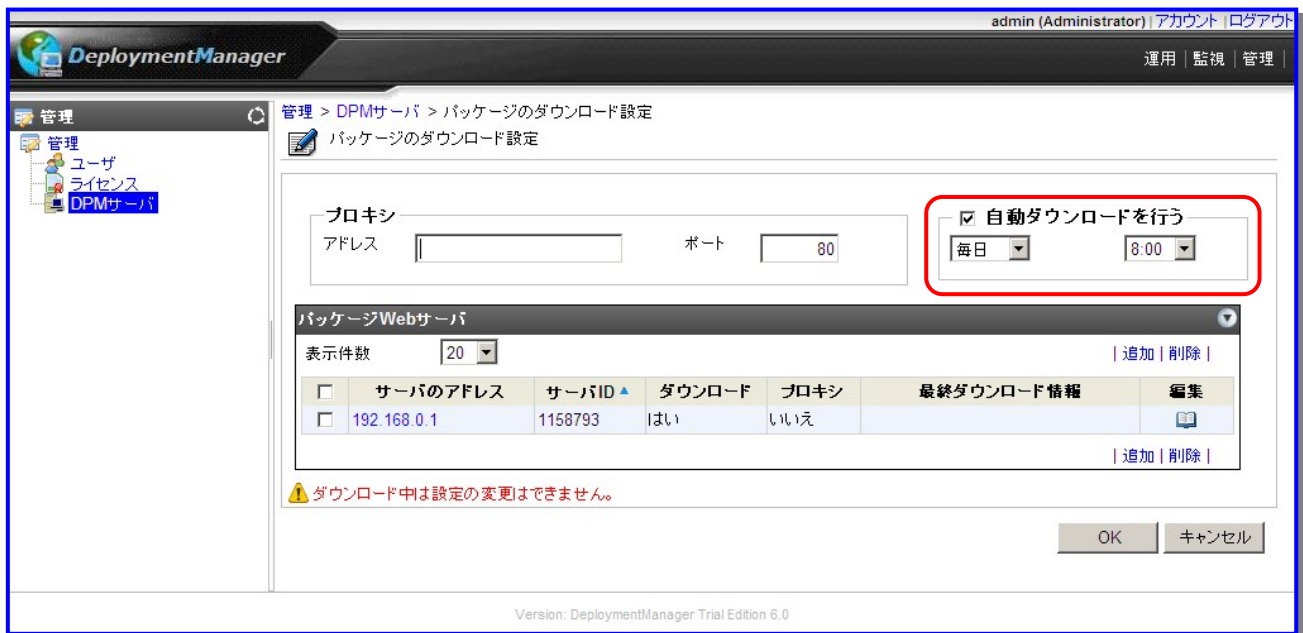 admin (Administrator) | アカウント | ログアウト
DeploymentManager
運用 | 監視 | 管理 |
管理
管理
ユーザ
ライセンス
DPMサーバ
管理 > DPMサーバ > パッケージのダウンロード設定
パッケージのダウンロード設定
プロキシ
アドレス
ポート
80
自動ダウンロードを行う
毎日
8:00
パッケージWebサーバ
表示件数
20
| 追加 | 削除 |
サーバのアドレス サーバID ダウンロード プロキシ 最終ダウンロード情報 編集
192.168.0.1 1158793 はい いいえ
| 追加 | 削除 |
ダウンロード中は設定の変更はできません。
OK
キャンセル
Version: DeploymentManager Trial Edition 6.0